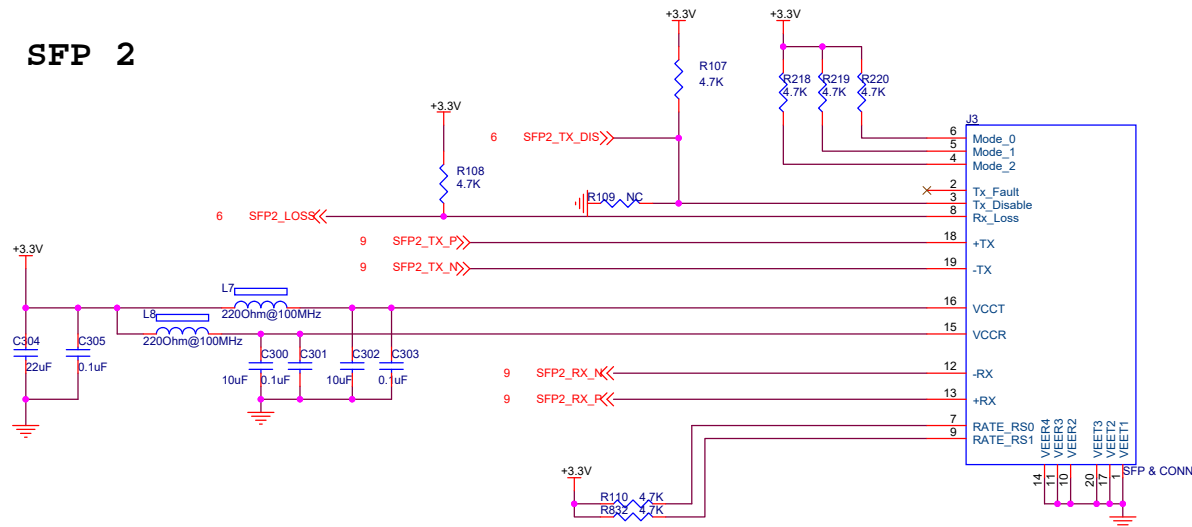 SFP 2
+3.3V
+3.3V
R107
4.7K
R218
4.7K
R219
4.7K
R220
4.7K
+3.3V
6 SFP2_TX_DIS
R108
4.7K
R109 NC
6 SFP2_LOSS
9 SFP2_TX_P
9 SFP2_TX_N
+3.3V
L7
220Ohm@100MHz
L8
220Ohm@100MHz
C304
22uF
C305
0.1uF
C300
10uF
C301
0.1uF
C302
10uF
C303
0.1uF
9 SFP2_RX_N
9 SFP2_RX_P
+3.3V
R110 4.7K
R832 4.7K
J3
6 Mode_0
5 Mode_1
4 Mode_2
2 Tx_Fault
3 Tx_Disable
8 Rx_Loss
18 +TX
19 -TX
16 VCCT
15 VCCR
12 -RX
13 +RX
7 RATE_RS0
9 RATE_RS1
VEER4
VEER3
VEER2
VEET3
VEET2
VEET1
14
11
10
20
17
1
SFP & CONN